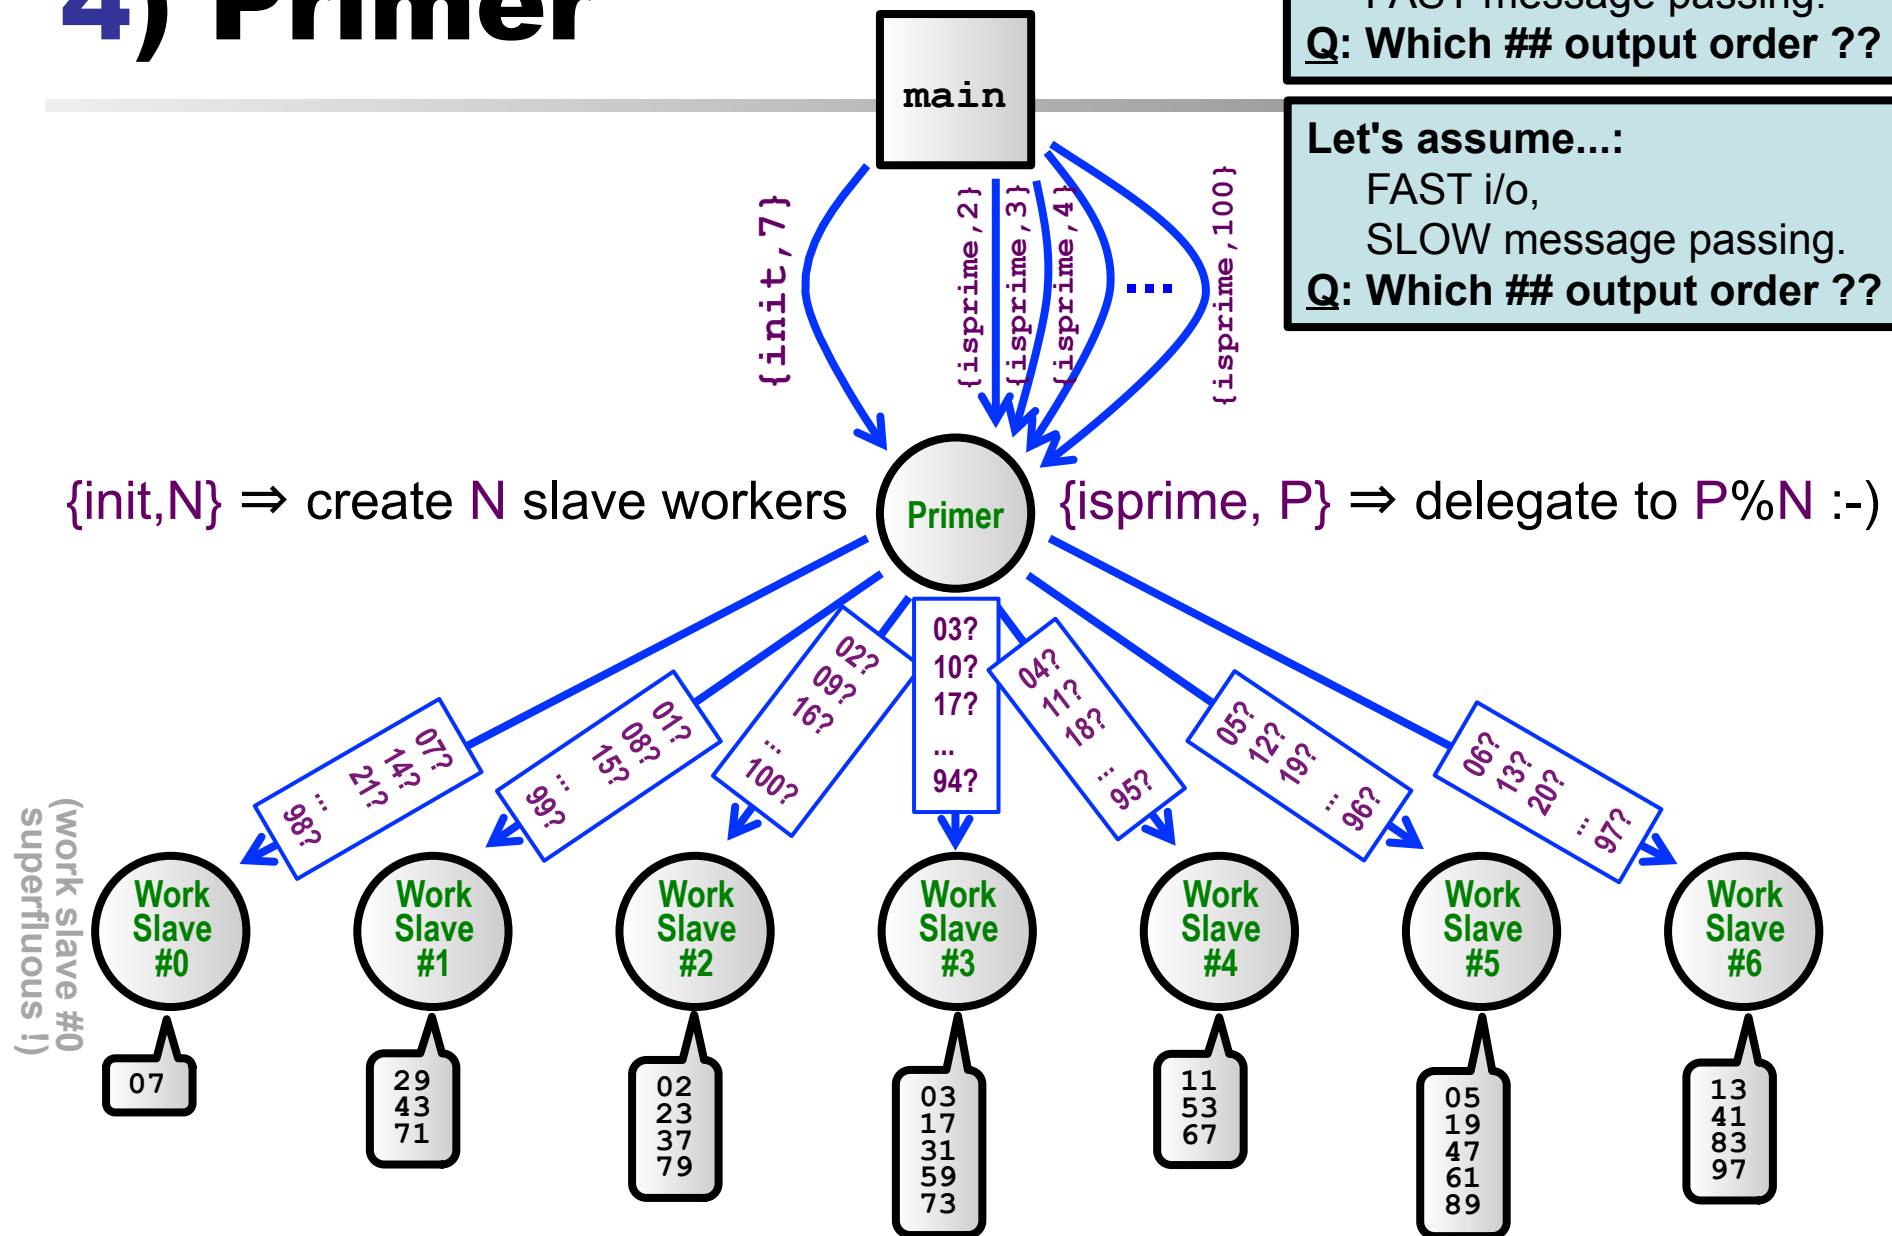 4) Primer
FAST message passing.
Q: Which ## output order ??
main
Let's assume...:
FAST i/o,
SLOW message passing.
Q: Which ## output order ??
{init,7}
{isprime,2}
{isprime,3}
{isprime,4}
...
{isprime,100}
{init,N} ⇒ create N slave workers
Primer
{isprime, P} ⇒ delegate to P%N :-)
07?
14?
21?
...
98?
01?
08?
15?
...
99?
02?
09?
16?
...
100?
03?
10?
17?
...
94?
04?
11?
18?
...
95?
05?
12?
19?
...
96?
06?
13?
20?
...
97?
(work slave #0
superfluous !)
Work
Slave
#0
Work
Slave
#1
Work
Slave
#2
Work
Slave
#3
Work
Slave
#4
Work
Slave
#5
Work
Slave
#6
07
29
43
71
02
23
37
79
03
17
31
59
73
11
53
67
05
19
47
61
89
13
41
83
97